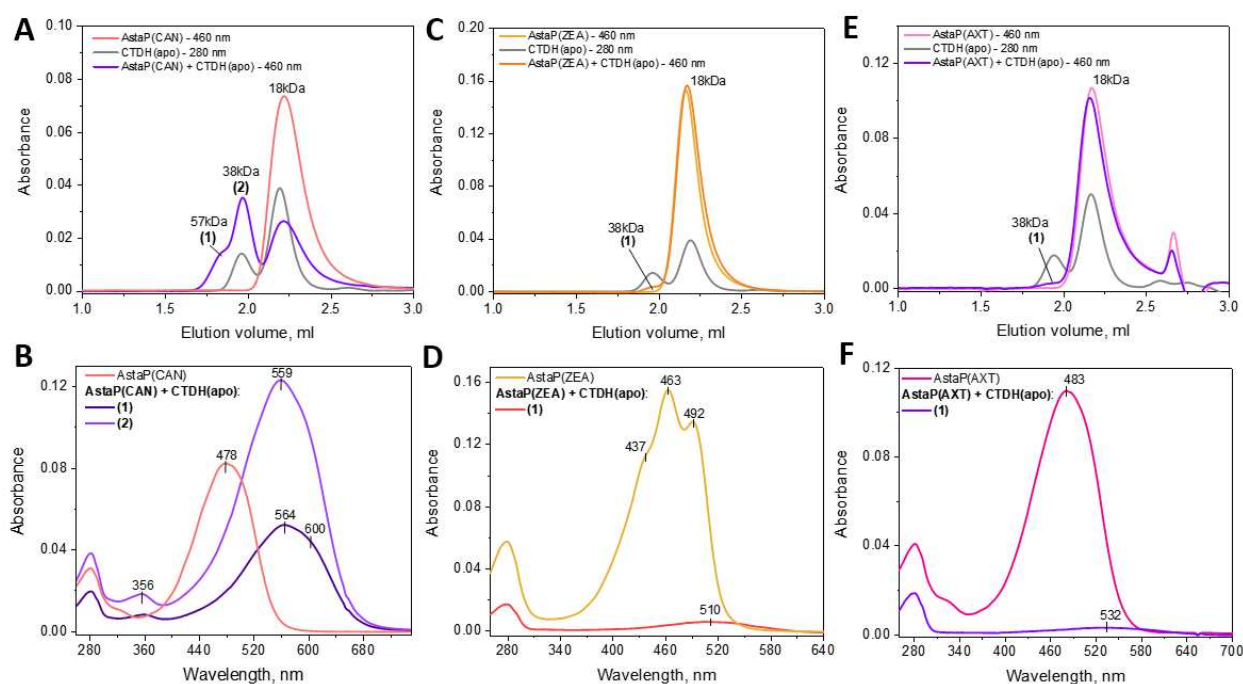 A
AstaP(CAN) - 460 nm
CTDH(apo) - 280 nm
AstaP(CAN) + CTDH(apo) - 460 nm
18kDa
38kDa
(2)
57kDa
(1)
0.10
0.08
0.06
0.04
0.02
0.00
Absorbance
1.0 1.5 2.0 2.5 3.0
Elution volume, ml
C
AstaP(ZEA) - 460 nm
CTDH(apo) - 280 nm
AstaP(ZEA) + CTDH(apo) - 460 nm
18kDa
38kDa
(1)
0.20
0.16
0.12
0.08
0.04
0.00
Absorbance
1.0 1.5 2.0 2.5 3.0
Elution volume, ml
E
AstaP(AXT) - 460 nm
CTDH(apo) - 280 nm
AstaP(AXT) + CTDH(apo) - 460 nm
18kDa
38kDa
(1)
0.12
0.08
0.04
0.00
Absorbance
1.0 1.5 2.0 2.5 3.0
Elution volume, ml
B
AstaP(CAN)
AstaP(CAN) + CTDH(apo):
(1)
(2)
559
478
564
600
356
0.12
0.08
0.04
0.00
Absorbance
280 360 440 520 600 680
Wavelength, nm
D
AstaP(ZEA)
AstaP(ZEA) + CTDH(apo):
(1)
463
492
437
510
0.16
0.12
0.08
0.04
0.00
Absorbance
280 340 400 460 520 580 640
Wavelength, nm
F
AstaP(AXT)
AstaP(AXT) + CTDH(apo):
(1)
483
532
0.12
0.08
0.04
0.00
Absorbance
280 340 400 460 520 580 640 700
Wavelength, nm